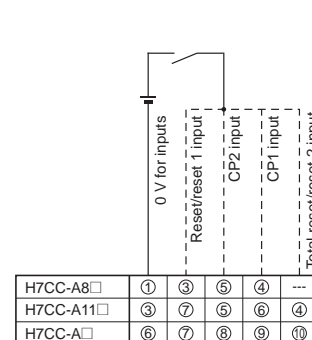 0 V for inputs
Reset/reset 1 input
CP2 input
CP1 input
Total reset/reset 2 input
H7CC-A8□ ① ③ ⑤ ④ ---
H7CC-A11□ ③ ⑦ ⑤ ⑥ ④
H7CC-A□ ⑥ ⑦ ⑧ ⑨ ⑩